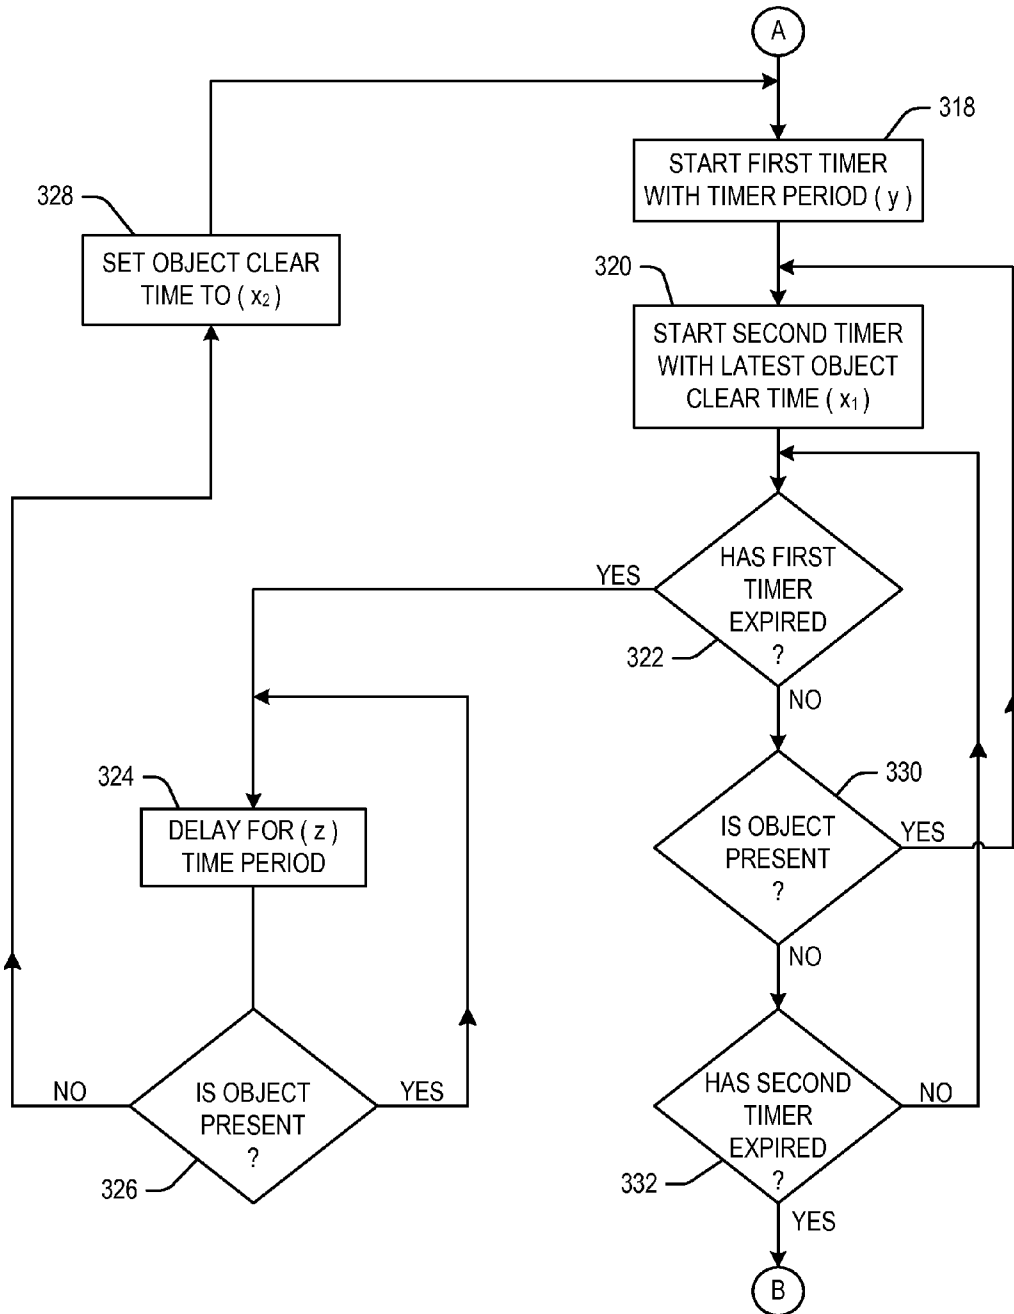 A
318
START FIRST TIMER
WITH TIMER PERIOD ( y )
328
SET OBJECT CLEAR
TIME TO ( x₂ )
320
START SECOND TIMER
WITH LATEST OBJECT
CLEAR TIME ( x₁ )
HAS FIRST
TIMER
EXPIRED
?
YES
322
NO
324
DELAY FOR ( z )
TIME PERIOD
330
IS OBJECT
PRESENT
?
YES
NO
IS OBJECT
PRESENT
?
NO
YES
326
HAS SECOND
TIMER
EXPIRED
?
NO
332
YES
B